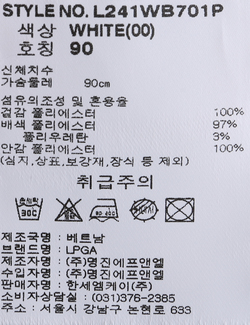 STYLE NO. L241WB701P
색상 WHITE(00)
호칭 90
신체치수
가슴둘레 90cm
섬유의조성 및 혼용율
겉감 폴리에스터 100%
배색 폴리에스터 97%
폴리우레탄 3%
안감 폴리에스터 100%
(심지,상표,보강재,장식 등 제외)
취급주의
제조국명 : 베트남
브랜드명 : LPGA
제조자명 : (주)명진에프앤엘
수입자명 : (주)명진에프앤엘
판매자명 : 한세엠케이(주)
소비자상담실 : (031)376-2385
주소 : 서울시 강남구 논현로 633